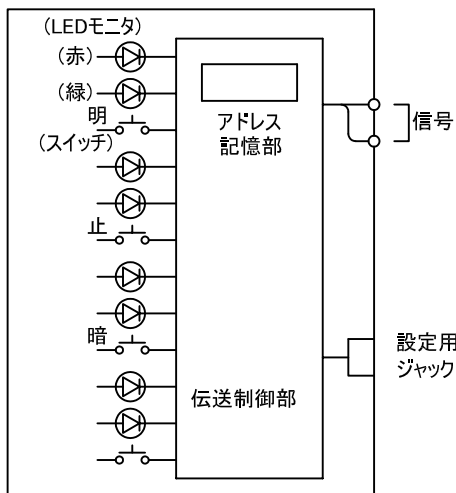 (LEDモニタ)
(赤)
(緑)
明
(スイッチ)
止
暗
アドレス
記憶部
伝送制御部
信号
設定用
ジャック